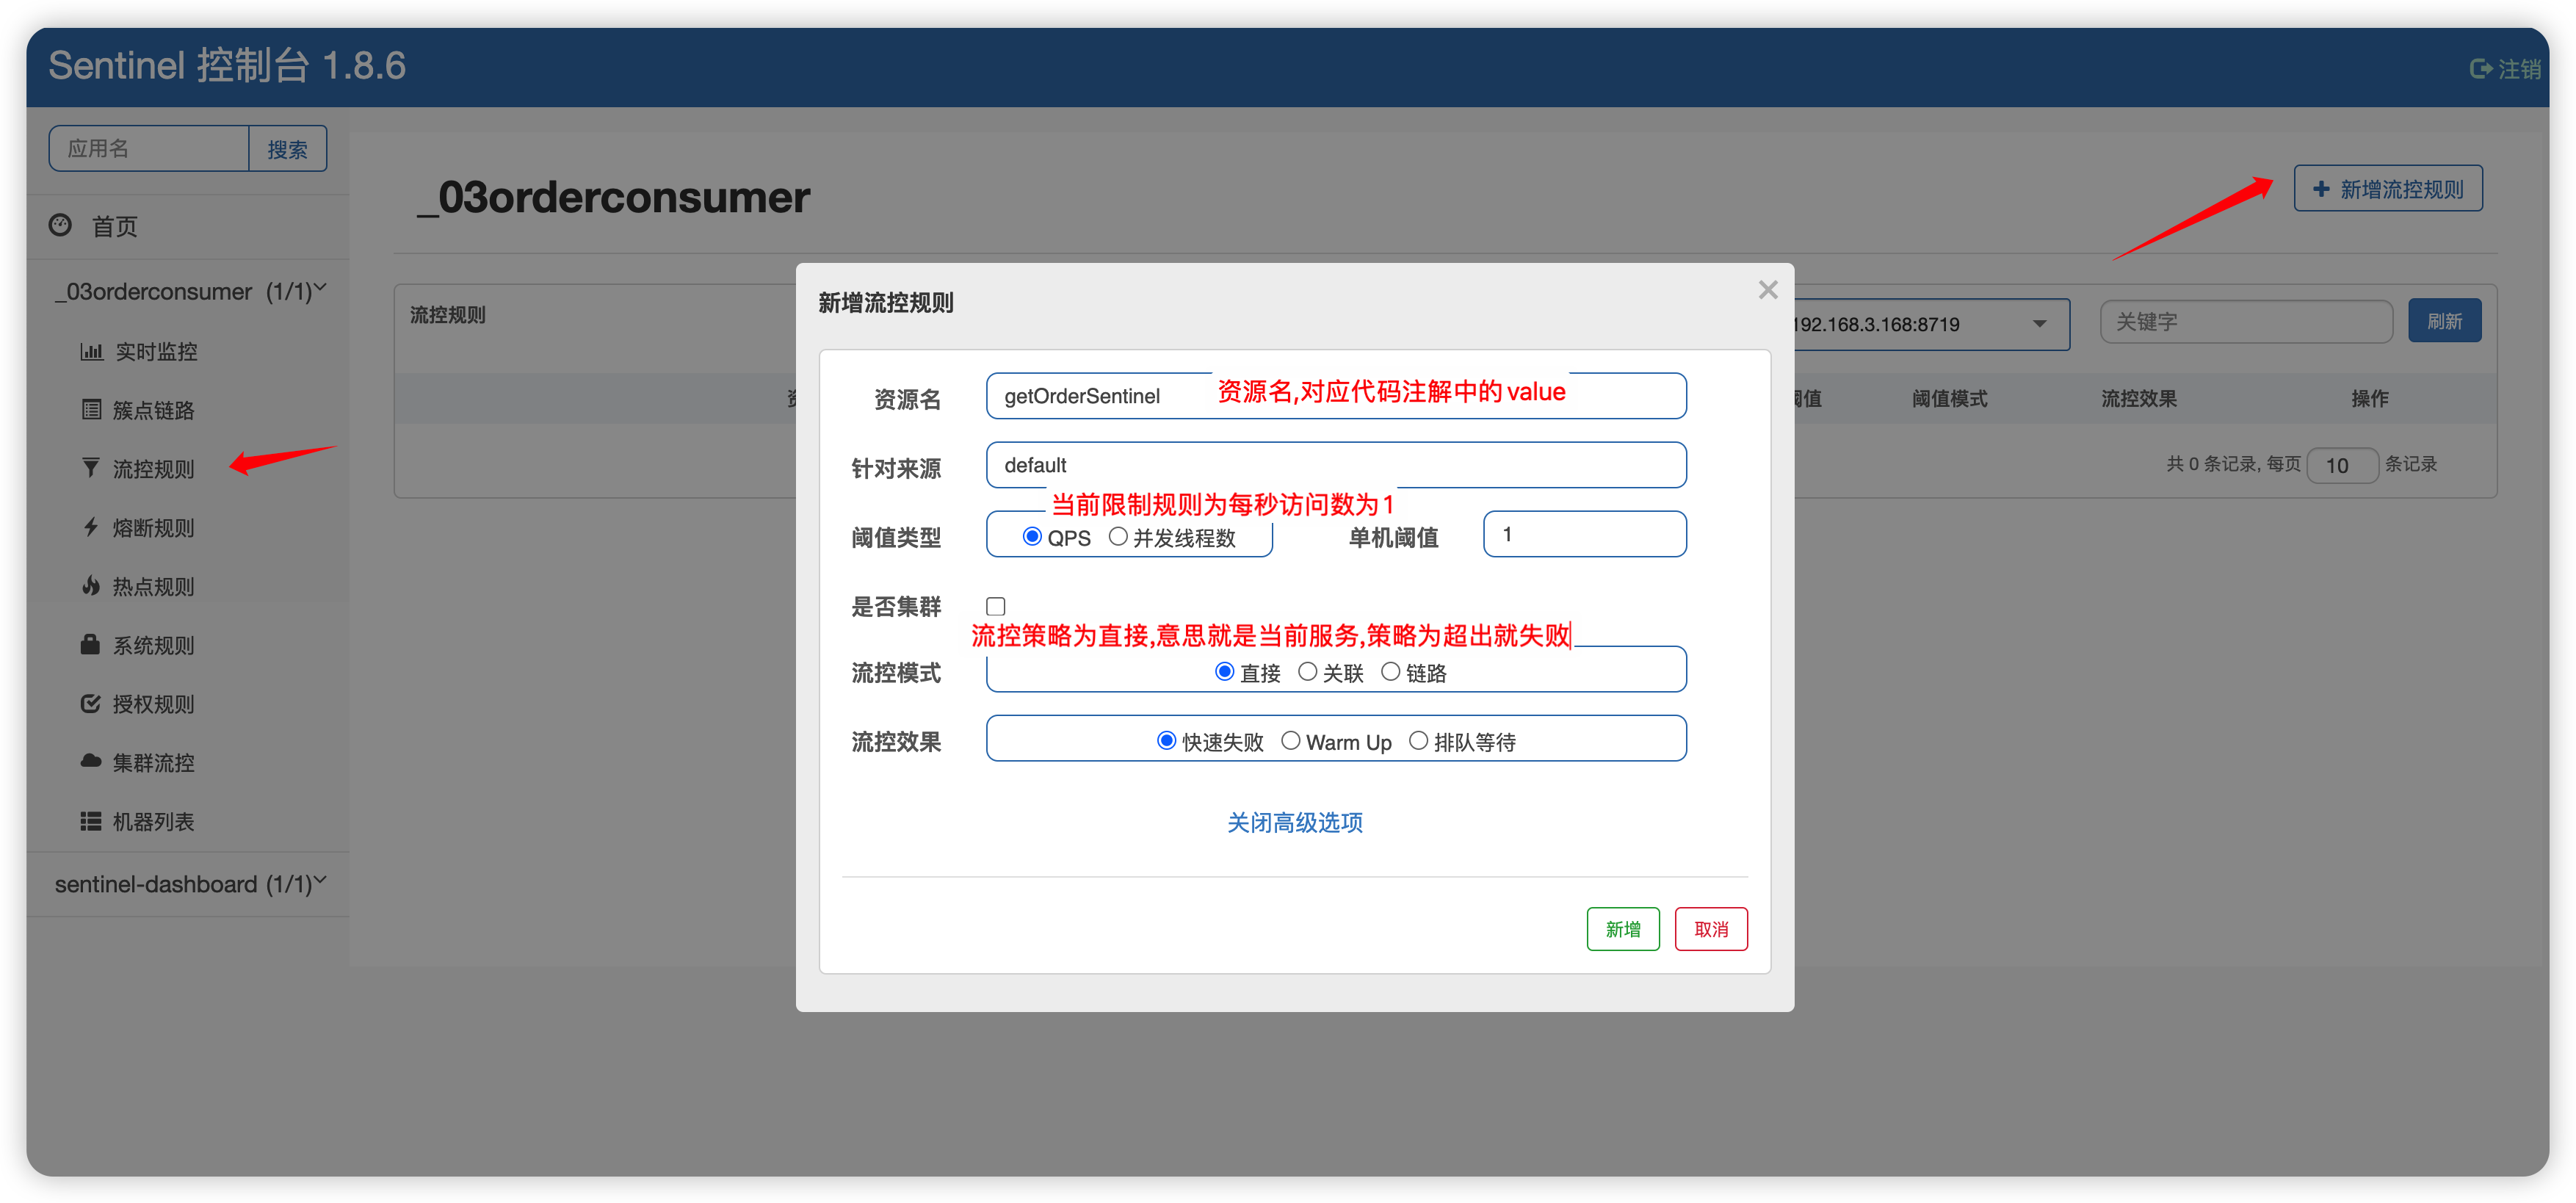 Sentinel 控制台 1.8.6
注销
应用名
搜索
首页
_03orderconsumer (1/1)
实时监控
簇点链路
流控规则
熔断规则
热点规则
系统规则
授权规则
集群流控
机器列表
sentinel-dashboard (1/1)
_03orderconsumer
新增流控规则
流控规则
192.168.3.168:8719
关键字
刷新
阈值模式
流控效果
操作
共 0 条记录, 每页 10 条记录
新增流控规则
资源名
getOrderSentinel
资源名,对应代码注解中的value
针对来源
default
当前限制规则为每秒访问数为1
阈值类型
QPS
并发线程数
单机阈值
1
是否集群
流控策略为直接,意思就是当前服务,策略为超出就失败
流控模式
直接
关联
链路
流控效果
快速失败
Warm Up
排队等待
关闭高级选项
新增
取消